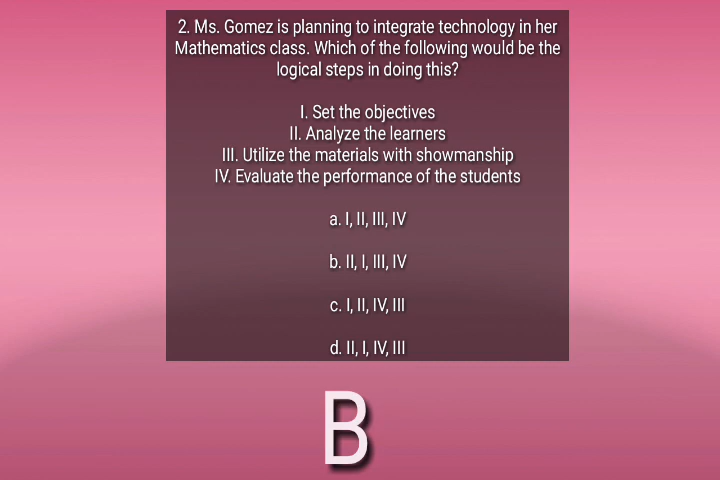 2. Ms. Gomez is planning to integrate technology in her
Mathematics class. Which of the following would be the
logical steps in doing this?
I. Set the objectives
II. Analyze the learners
III. Utilize the materials with showmanship
IV. Evaluate the performance of the students
a. I, II, III, IV
b. II, I, III, IV
c. I, II, IV, III
d. II, I, IV, III
B